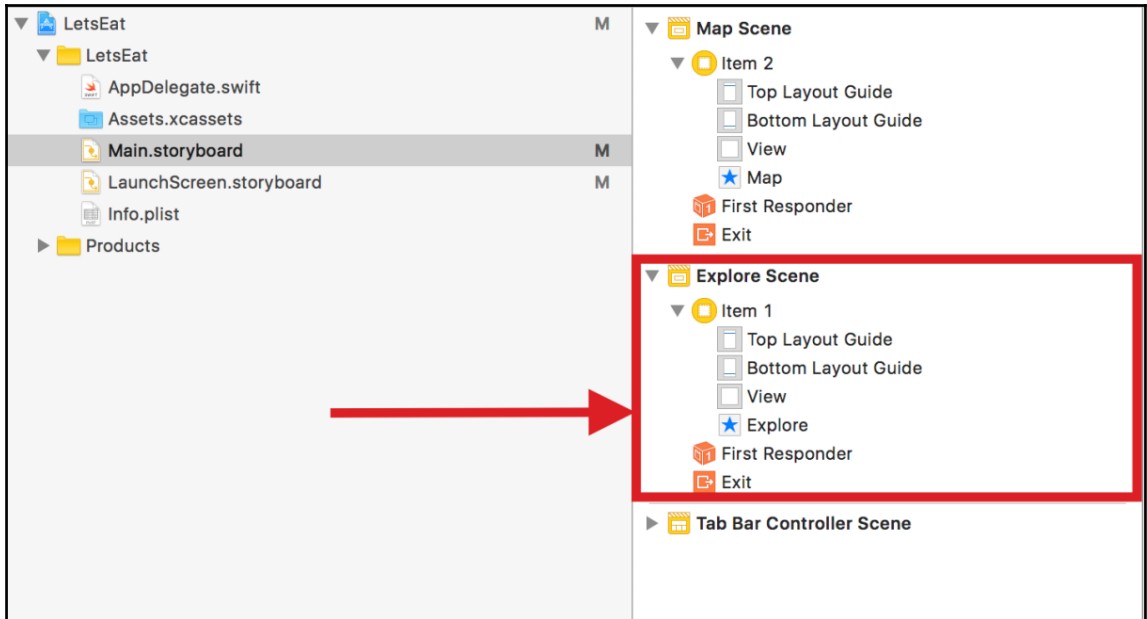 LetsEat M
LetsEat
AppDelegate.swift
Assets.xcassets
Main.storyboard M
LaunchScreen.storyboard M
Info.plist
Products
Map Scene
Item 2
Top Layout Guide
Bottom Layout Guide
View
Map
First Responder
Exit
Explore Scene
Item 1
Top Layout Guide
Bottom Layout Guide
View
Explore
First Responder
Exit
Tab Bar Controller Scene